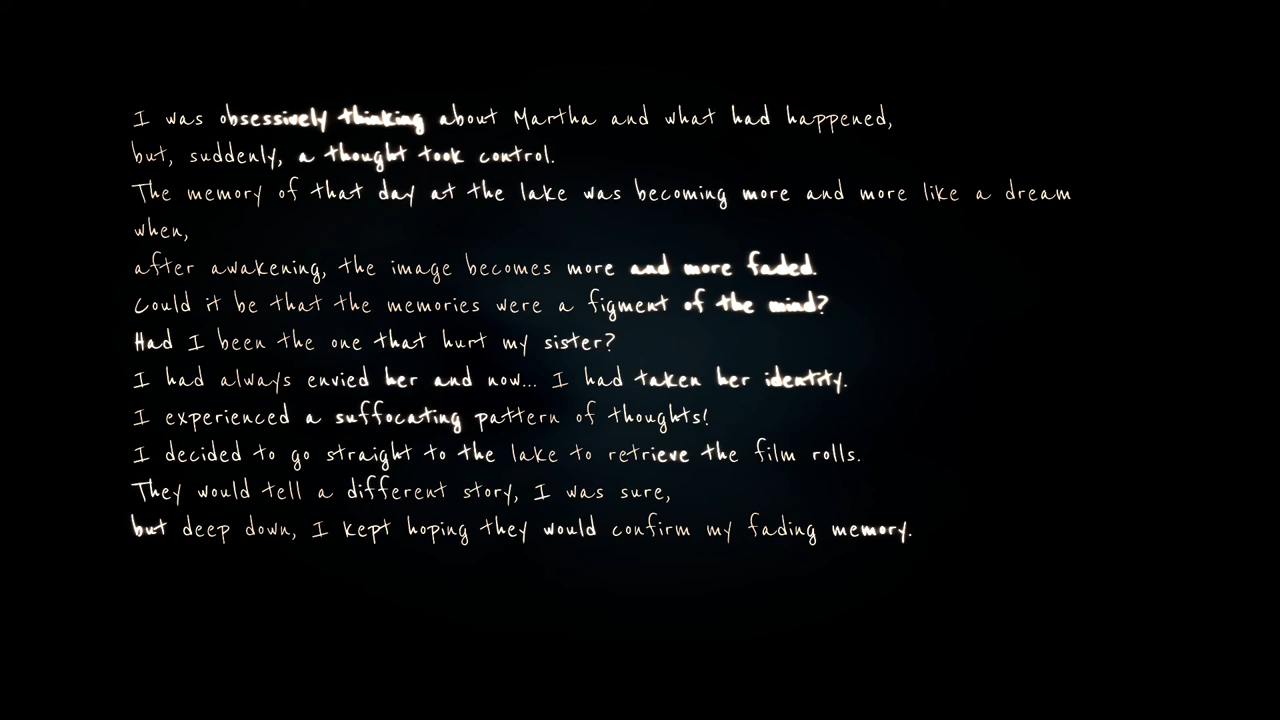 I was obsessively thinking about Martha and what had happened,
but, suddenly, a thought took control.
The memory of that day at the lake was becoming more and more like a dream
when,
after awakening, the image becomes more and more faded.
Could it be that the memories were a figment of the mind?
Had I been the one that hurt my sister?
I had always envied her and now... I had taken her identity.
I experienced a suffocating pattern of thoughts!
I decided to go straight to the lake to retrieve the film rolls.
They would tell a different story, I was sure,
but deep down, I kept hoping they would confirm my fading memory.